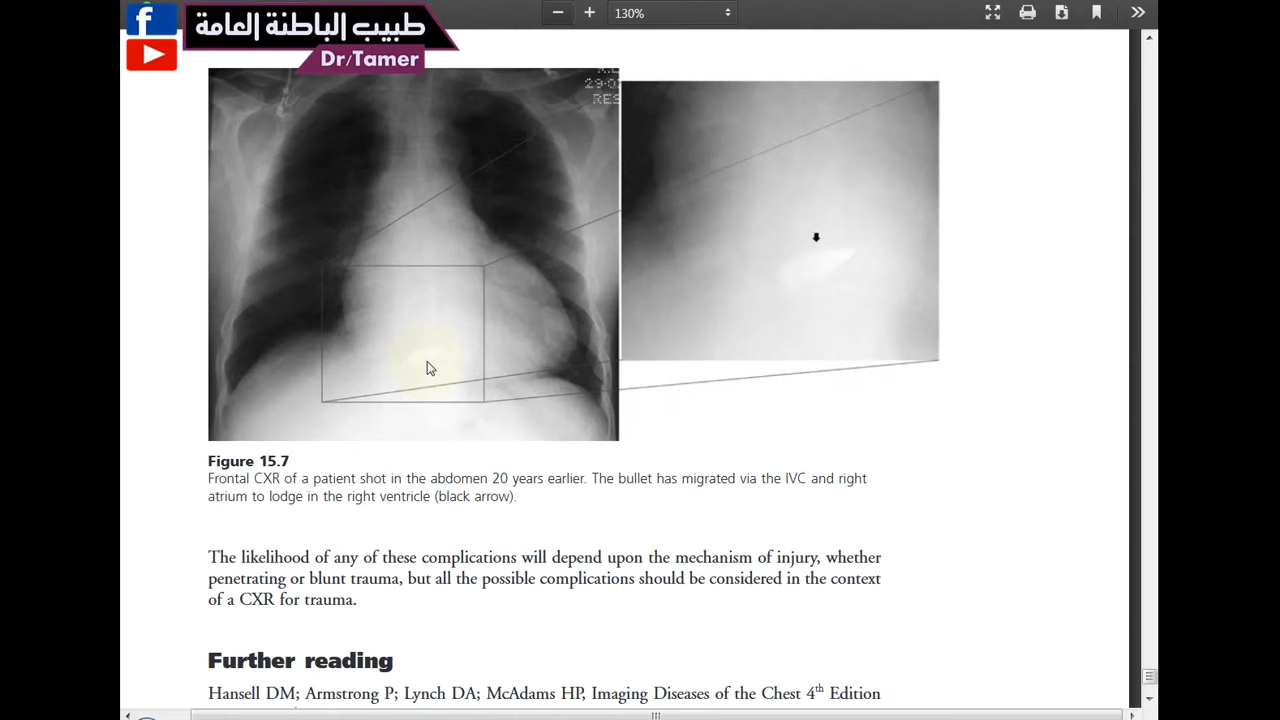 130%
طبيب الباطنة العامة
Dr/Tamer
RES
Figure 15.7
Frontal CXR of a patient shot in the abdomen 20 years earlier. The bullet has migrated via the IVC and right
atrium to lodge in the right ventricle (black arrow).
The likelihood of any of these complications will depend upon the mechanism of injury, whether
penetrating or blunt trauma, but all the possible complications should be considered in the context
of a CXR for trauma.
Further reading
Hansell DM; Armstrong P; Lynch DA; McAdams HP, Imaging Diseases of the Chest 4th Edition